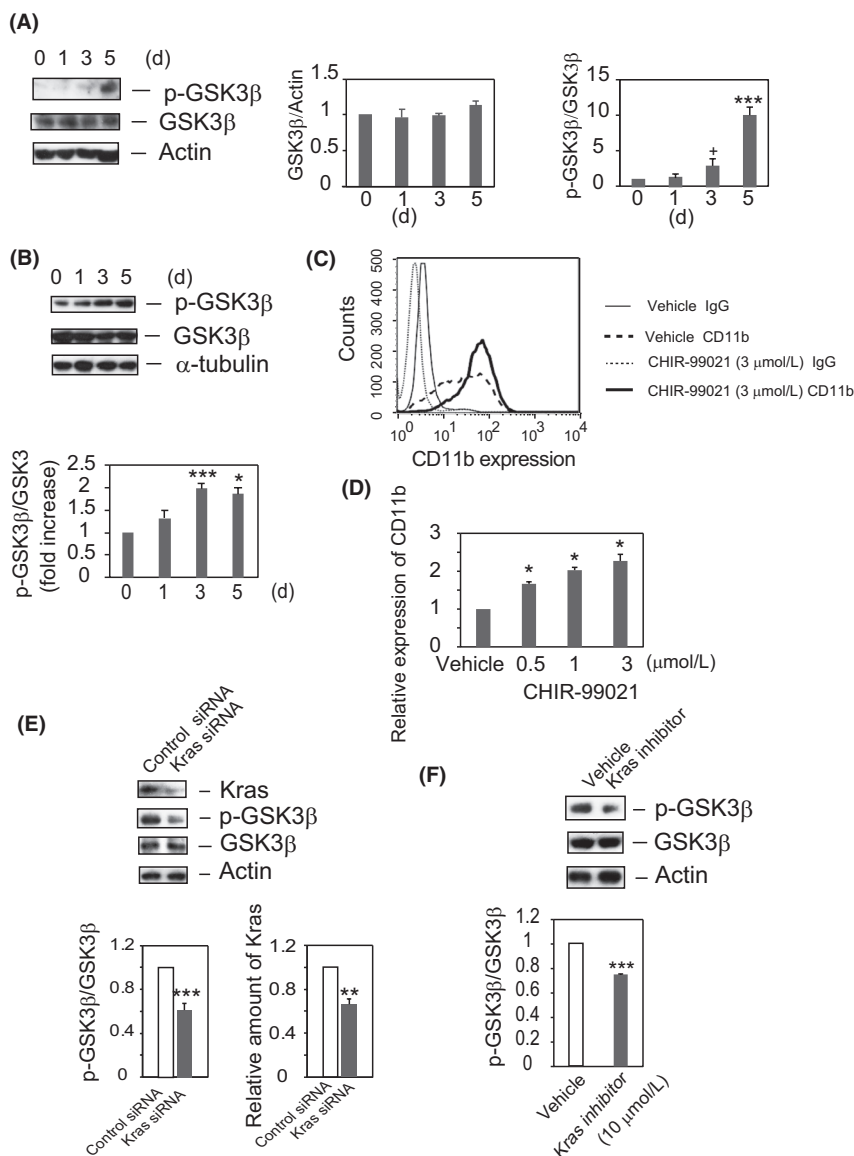 (A)
0 1 3 5 (d)
– p-GSK3β
– GSK3β
– Actin
GSK3β/Actin
1.5
1
0.5
0
0 1 3 5
(d)
p-GSK3β/GSK3β
15
10
5
0
+
***
0 1 3 5
(d)
(B)
0 1 3 5 (d)
– p-GSK3β
– GSK3β
– α-tubulin
p-GSK3β/GSK3
(fold increase)
2.5
2
1.5
1
0.5
0
***
*
0 1 3 5 (d)
(C)
Counts
500
400
300
200
100
0
10⁰ 10¹ 10² 10³ 10⁴
CD11b expression
Vehicle IgG
Vehicle CD11b
CHIR-99021 (3 μmol/L) IgG
CHIR-99021 (3 μmol/L) CD11b
(D)
Relative expression of CD11b
3
2
1
0
*
*
*
Vehicle 0.5 1 3 (μmol/L)
CHIR-99021
(E)
Control siRNA
Kras siRNA
– Kras
– p-GSK3β
– GSK3β
– Actin
p-GSK3β/GSK3β
1.2
0.8
0.4
0
***
Control siRNA
Kras siRNA
Relative amount of Kras
1.2
0.8
0.4
0
**
Control siRNA
Kras siRNA
(F)
Vehicle
Kras inhibitor
– p-GSK3β
– GSK3β
– Actin
p-GSK3β/GSK3β
1.2
1
0.8
0.6
0.4
0.2
0
***
Vehicle
Kras inhibitor
(10 μmol/L)